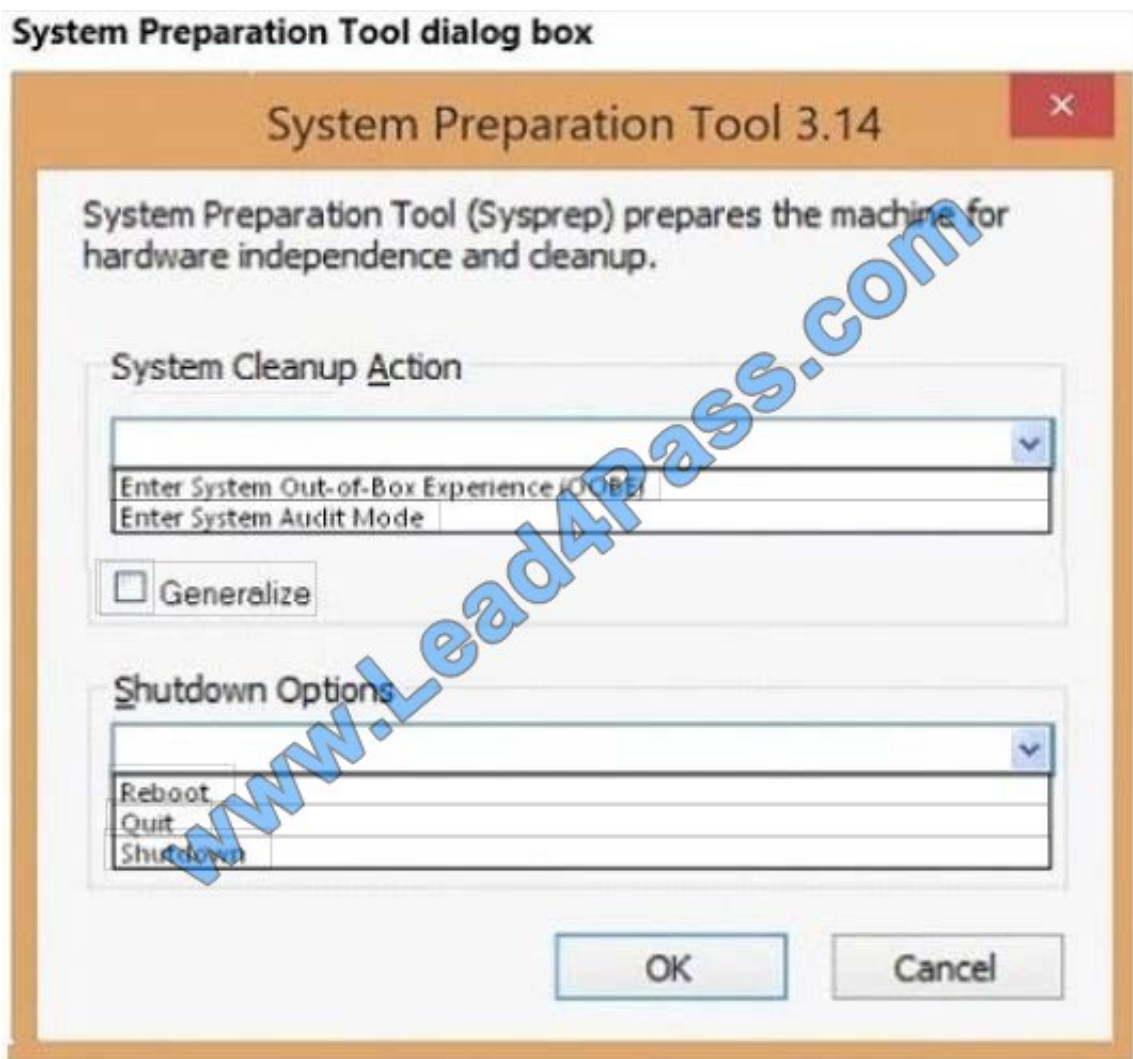 System Preparation Tool dialog box
System Preparation Tool 3.14
System Preparation Tool (Sysprep) prepares the machine for
hardware independence and cleanup.
System Cleanup Action
Enter System Out-of-Box Experience (OOBE)
Enter System Audit Mode
Generalize
Shutdown Options
Reboot
Quit
Shutdown
OK
Cancel
www.Lead4Pass.com